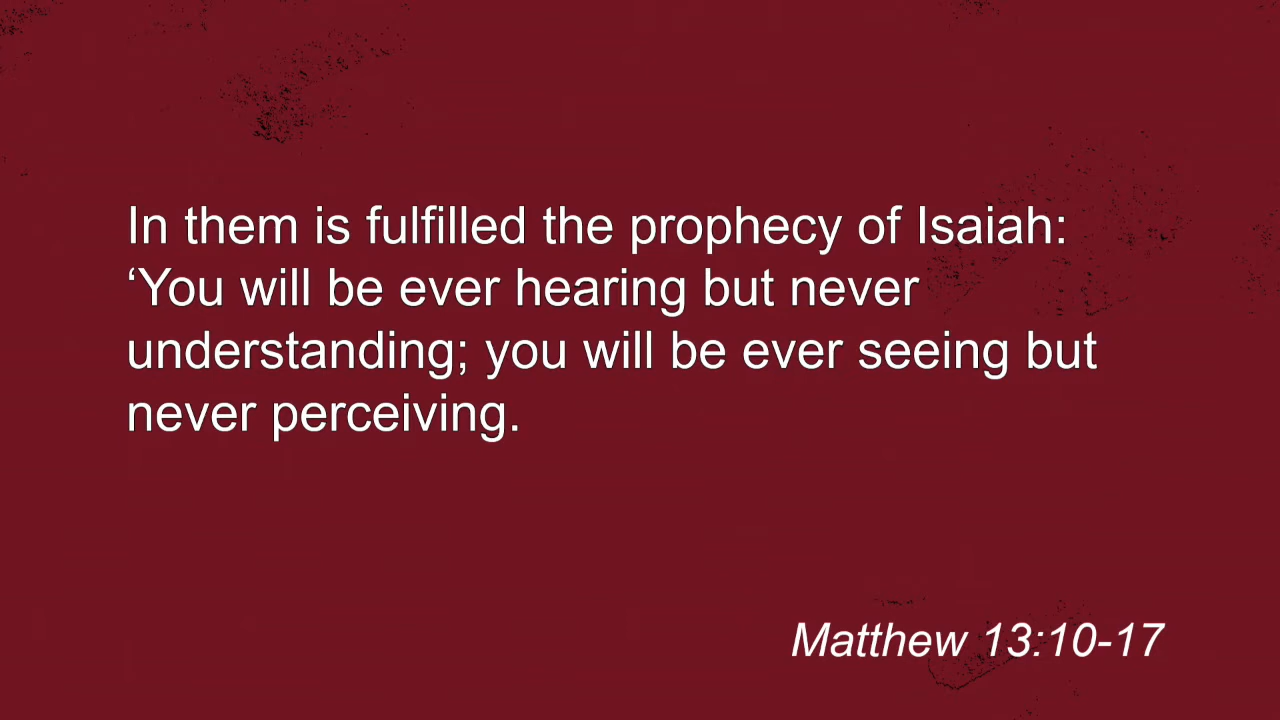 In them is fulfilled the prophecy of Isaiah:
‘You will be ever hearing but never
understanding; you will be ever seeing but
never perceiving.
Matthew 13:10-17